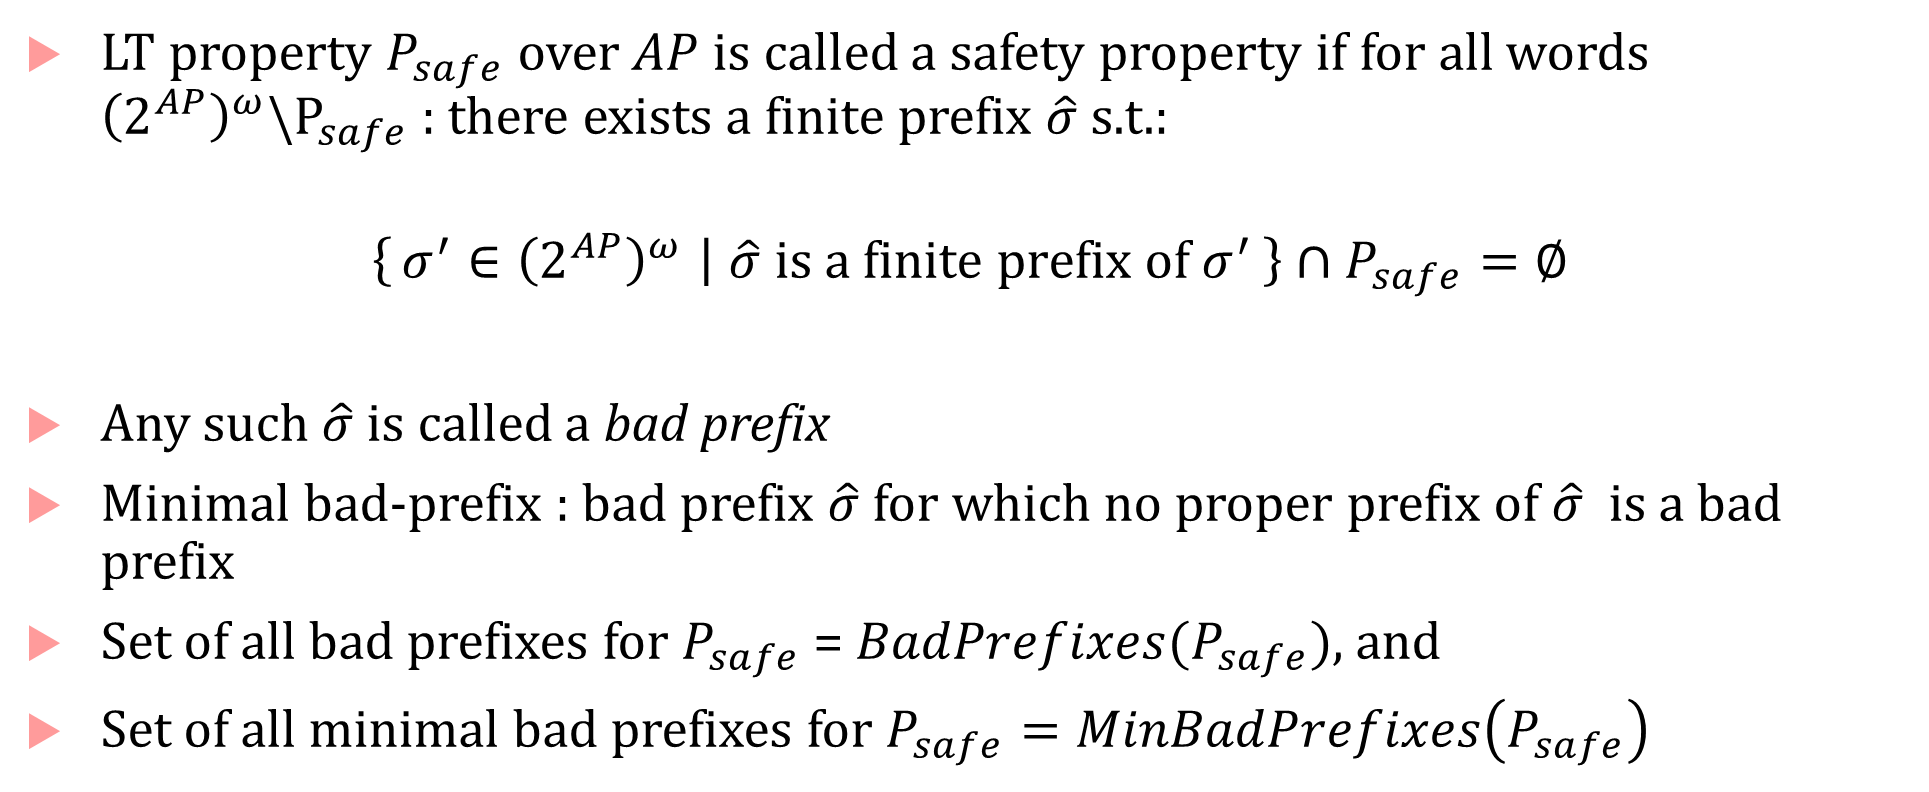 LT property P_safe over AP is called a safety property if for all words
(2^AP)^ω\P_safe : there exists a finite prefix σ̂ s.t.:
{ σ′ ∈ (2^AP)^ω | σ̂ is a finite prefix of σ′ } ∩ P_safe = ∅
Any such σ̂ is called a bad prefix
Minimal bad-prefix : bad prefix σ̂ for which no proper prefix of σ̂ is a bad
prefix
Set of all bad prefixes for P_safe = BadPrefixes(P_safe), and
Set of all minimal bad prefixes for P_safe = MinBadPrefixes(P_safe)